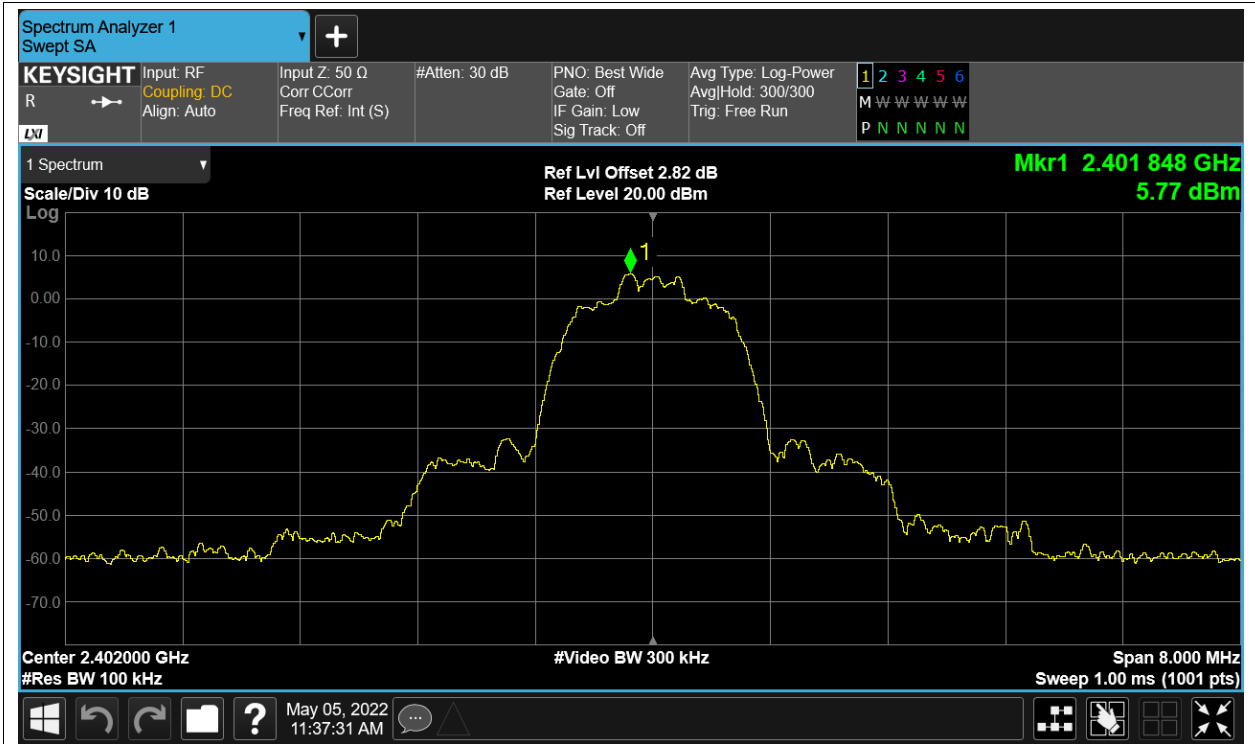 Spectrum Analyzer 1
Swept SA
+
KEYSIGHT
R
LXI
Input: RF
Coupling: DC
Align: Auto
Input Z: 50 Ω
Corr CCorr
Freq Ref: Int (S)
#Atten: 30 dB
PNO: Best Wide
Gate: Off
IF Gain: Low
Sig Track: Off
Avg Type: Log-Power
Avg|Hold: 300/300
Trig: Free Run
1 2 3 4 5 6
M W W W W W
P N N N N N
1 Spectrum
Scale/Div 10 dB
Log
Ref Lvl Offset 2.82 dB
Ref Level 20.00 dBm
Mkr1 2.401 848 GHz
5.77 dBm
1
10.0
0.00
-10.0
-20.0
-30.0
-40.0
-50.0
-60.0
-70.0
Center 2.402000 GHz
#Res BW 100 kHz
#Video BW 300 kHz
Span 8.000 MHz
Sweep 1.00 ms (1001 pts)
?
May 05, 2022
11:37:31 AM